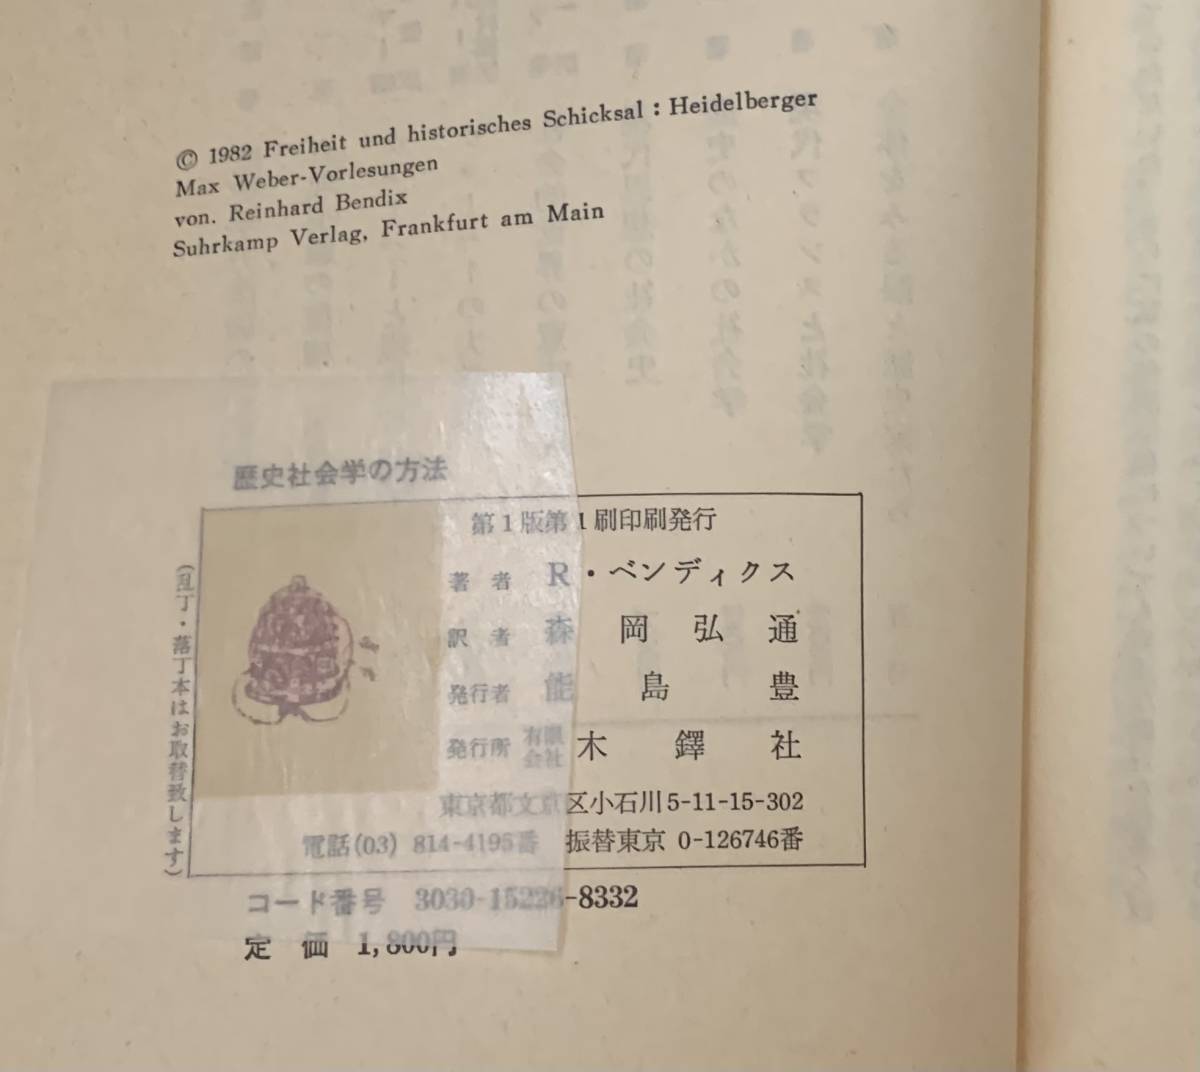 © 1982 Freiheit und historisches Schicksal : Heidelberger
Max Weber-Vorlesungen
von. Reinhard Bendix
Suhrkamp Verlag, Frankfurt am Main
歴史社会学の方法
第1版第1刷印刷発行
著者 R・ベンディクス
訳者 森岡弘通
発行者 能島豊
発行所 有限会社 木鐸社
東京都文京区小石川5-11-15-302
電話(03) 814-4195番 振替東京 0-126746番
(乱丁・落丁本はお取替致します)
コード番号 3030-15226-8332
定価 1,800円